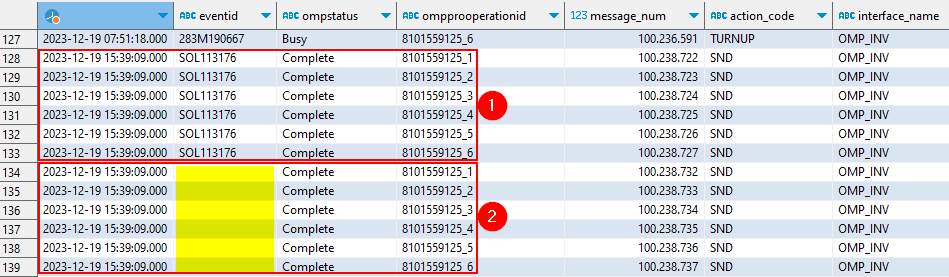 ABC eventid ABC ompstatus ABC ompprooperationid 123 message_num ABC action_code ABC interface_name
127 2023-12-19 07:51:18.000 283M190667 Busy 8101559125_6 100.236.591 TURNUP OMP_INV
128 2023-12-19 15:39:09.000 SOL113176 Complete 8101559125_1 100.238.722 SND OMP_INV
129 2023-12-19 15:39:09.000 SOL113176 Complete 8101559125_2 100.238.723 SND OMP_INV
130 2023-12-19 15:39:09.000 SOL113176 Complete 8101559125_3 100.238.724 SND OMP_INV
1
131 2023-12-19 15:39:09.000 SOL113176 Complete 8101559125_4 100.238.725 SND OMP_INV
132 2023-12-19 15:39:09.000 SOL113176 Complete 8101559125_5 100.238.726 SND OMP_INV
133 2023-12-19 15:39:09.000 SOL113176 Complete 8101559125_6 100.238.727 SND OMP_INV
134 2023-12-19 15:39:09.000 Complete 8101559125_1 100.238.732 SND OMP_INV
135 2023-12-19 15:39:09.000 Complete 8101559125_2 100.238.733 SND OMP_INV
136 2023-12-19 15:39:09.000 Complete 8101559125_3 100.238.734 SND OMP_INV
2
137 2023-12-19 15:39:09.000 Complete 8101559125_4 100.238.735 SND OMP_INV
138 2023-12-19 15:39:09.000 Complete 8101559125_5 100.238.736 SND OMP_INV
139 2023-12-19 15:39:09.000 Complete 8101559125_6 100.238.737 SND OMP_INV